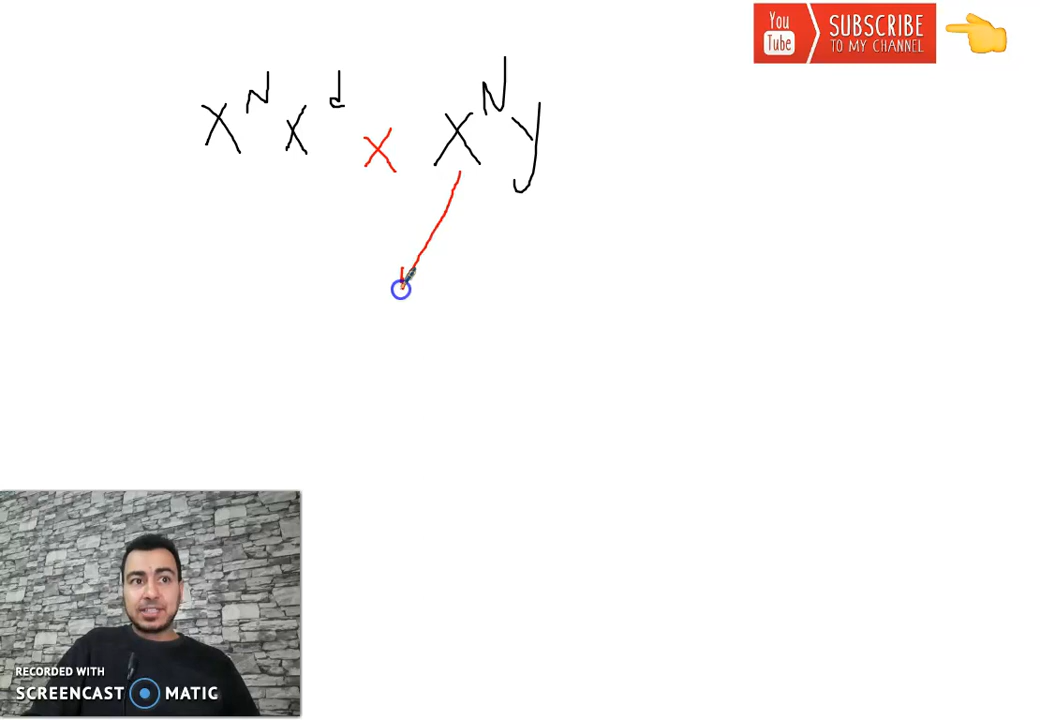 You Tube SUBSCRIBE TO MY CHANNEL
X^N X^d x X^N y
RECORDED WITH
SCREENCAST MATIC